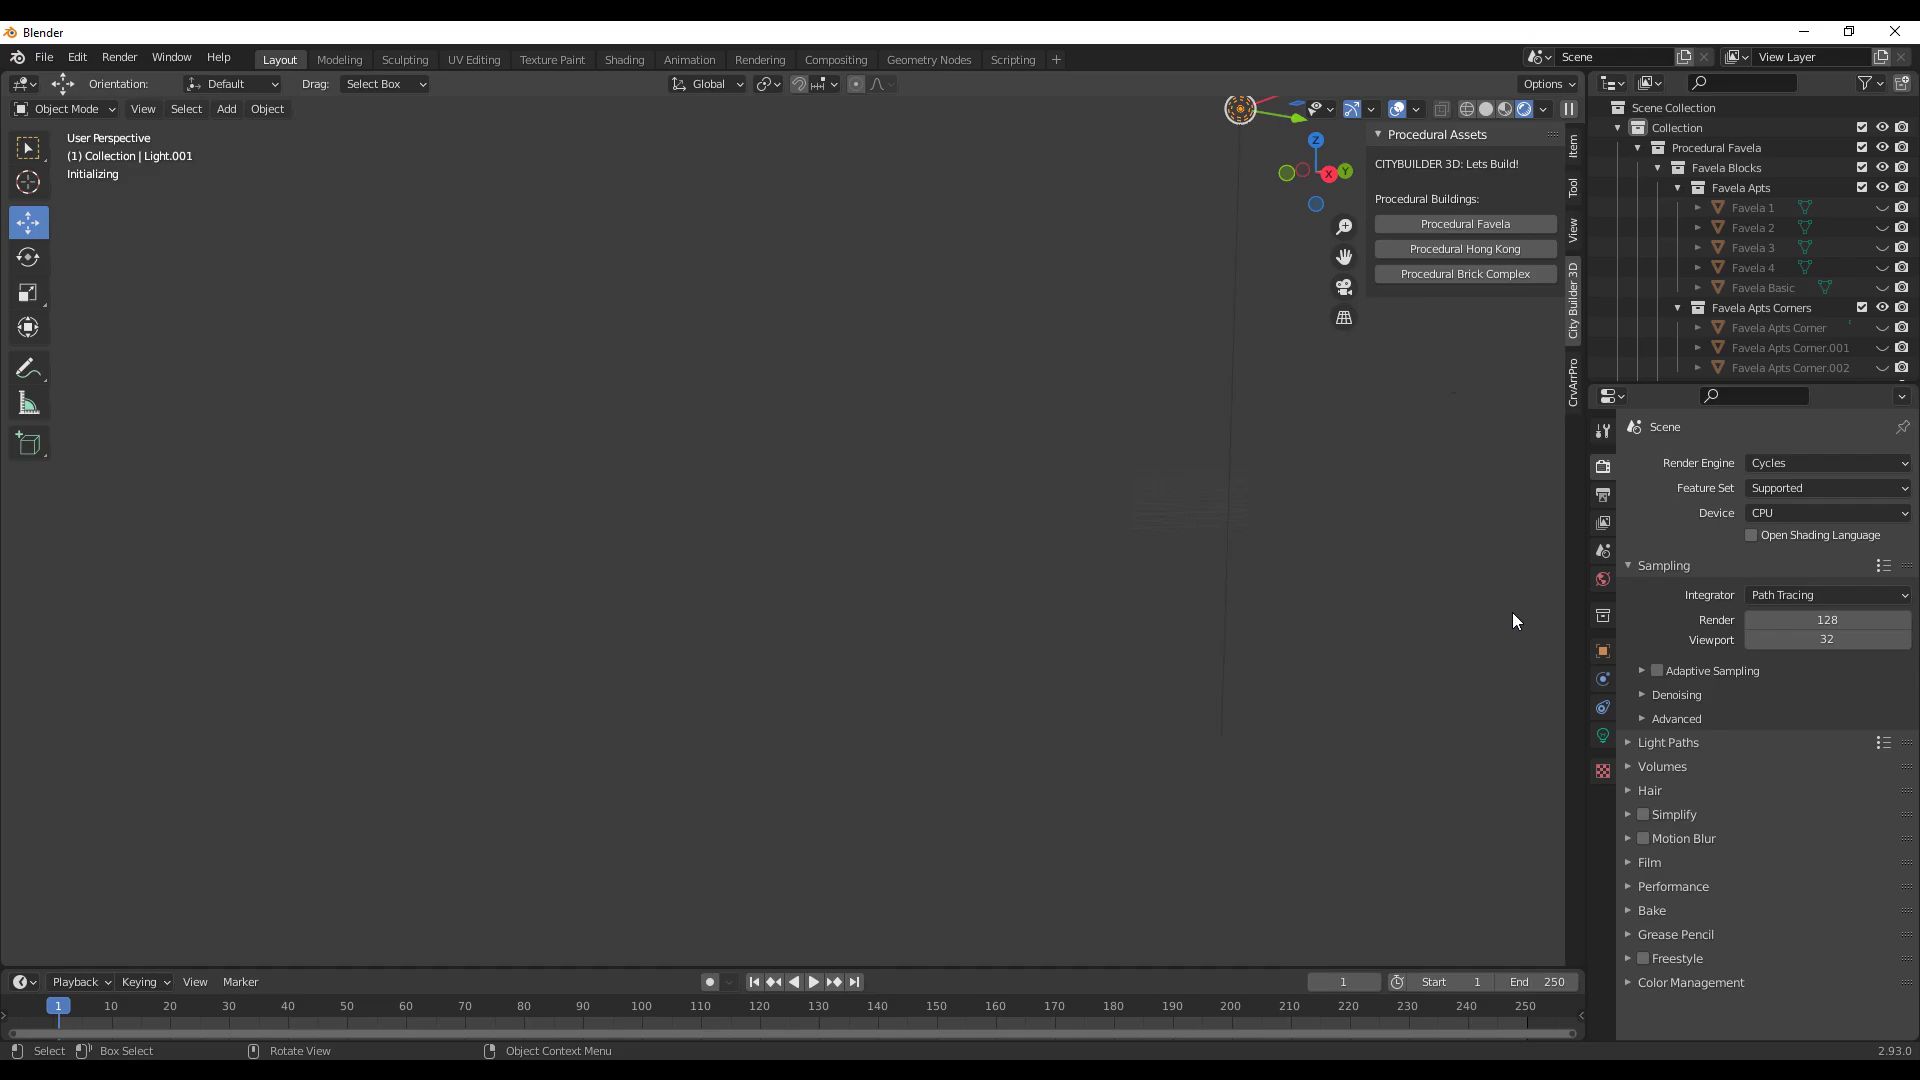 Blender
File Edit Render Window Help Layout Modeling Sculpting UV Editing Texture Paint Shading Animation Rendering Compositing Geometry Nodes Scripting + Scene View Layer
Orientation: Default Drag: Select Box Global Options
Object Mode View Select Add Object
User Perspective
(1) Collection | Light.001
Initializing
Z
X
Y
Procedural Assets
CITYBUILDER 3D: Lets Build!
Procedural Buildings:
Procedural Favela
Procedural Hong Kong
Procedural Brick Complex
Item
Tool
View
City Builder 3D
CrvArrPro
Scene Collection
Collection
Procedural Favela
Favela Blocks
Favela Apts
Favela 1
Favela 2
Favela 3
Favela 4
Favela Basic
Favela Apts Corners
Favela Apts Corner
Favela Apts Corner.001
Favela Apts Corner.002
Scene
Render Engine Cycles
Feature Set Supported
Device CPU
Open Shading Language
Sampling
Integrator Path Tracing
Render 128
Viewport 32
Adaptive Sampling
Denoising
Advanced
Light Paths
Volumes
Hair
Simplify
Motion Blur
Film
Performance
Bake
Grease Pencil
Freestyle
Color Management
Playback Keying View Marker 1 Start 1 End 250
1 10 20 30 40 50 60 70 80 90 100 110 120 130 140 150 160 170 180 190 200 210 220 230 240 250
Select Box Select Rotate View Object Context Menu 2.93.0